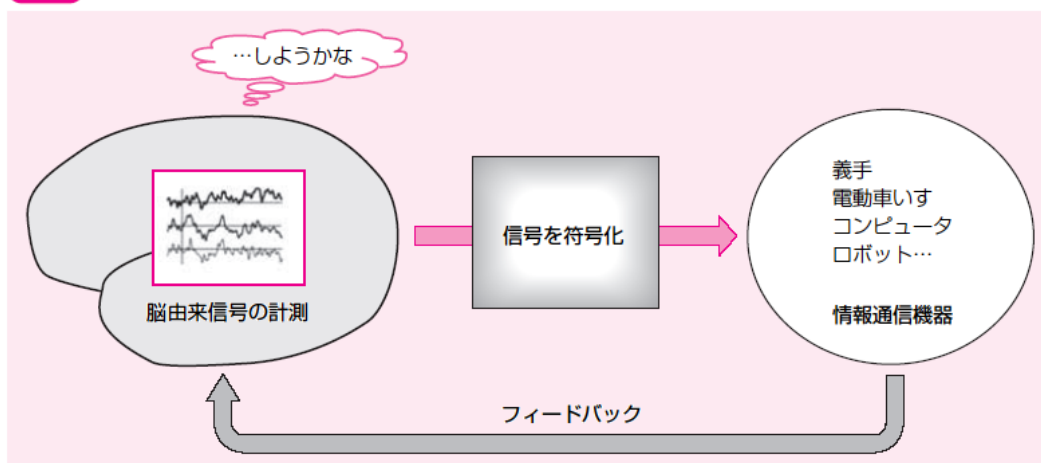 …しようかな
脳由来信号の計測
信号を符号化
義手
電動車いす
コンピュータ
ロボット…
情報通信機器
フィードバック